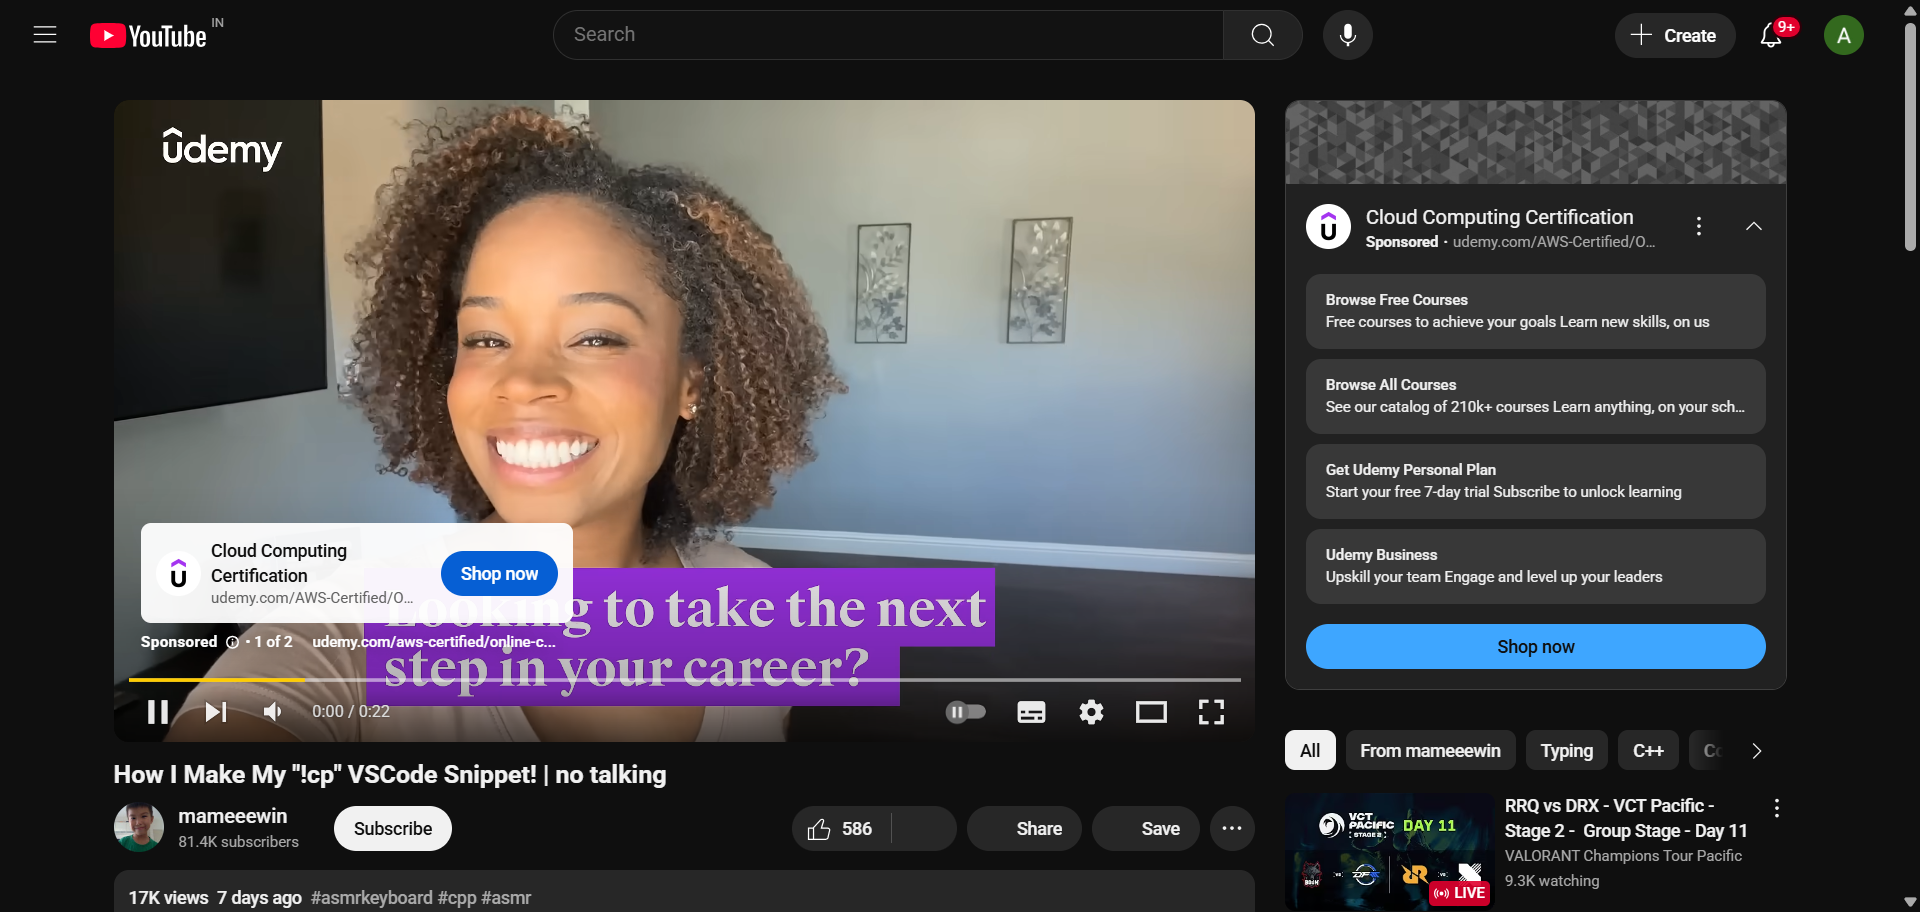 YouTube
IN
Search
Create
9+
A
ûdemy
Looking to take the next
step in your career?
Cloud Computing
Certification
udemy.com/AWS-Certified/O...
Shop now
Sponsored · 1 of 2 udemy.com/aws-certified/online-c...
0:00 / 0:22
How I Make My "!cp" VSCode Snippet! | no talking
mameeewin
81.4K subscribers
Subscribe
586
Share
Save
17K views 7 days ago #asmrkeyboard #cpp #asmr
Cloud Computing Certification
Sponsored · udemy.com/AWS-Certified/O...
Browse Free Courses
Free courses to achieve your goals Learn new skills, on us
Browse All Courses
See our catalog of 210k+ courses Learn anything, on your sch...
Get Udemy Personal Plan
Start your free 7-day trial Subscribe to unlock learning
Udemy Business
Upskill your team Engage and level up your leaders
Shop now
All
From mameeewin
Typing
C++
VCT
PACIFIC
STAGE 2
DAY 11
LIVE
RRQ vs DRX - VCT Pacific -
Stage 2 - Group Stage - Day 11
VALORANT Champions Tour Pacific
9.3K watching